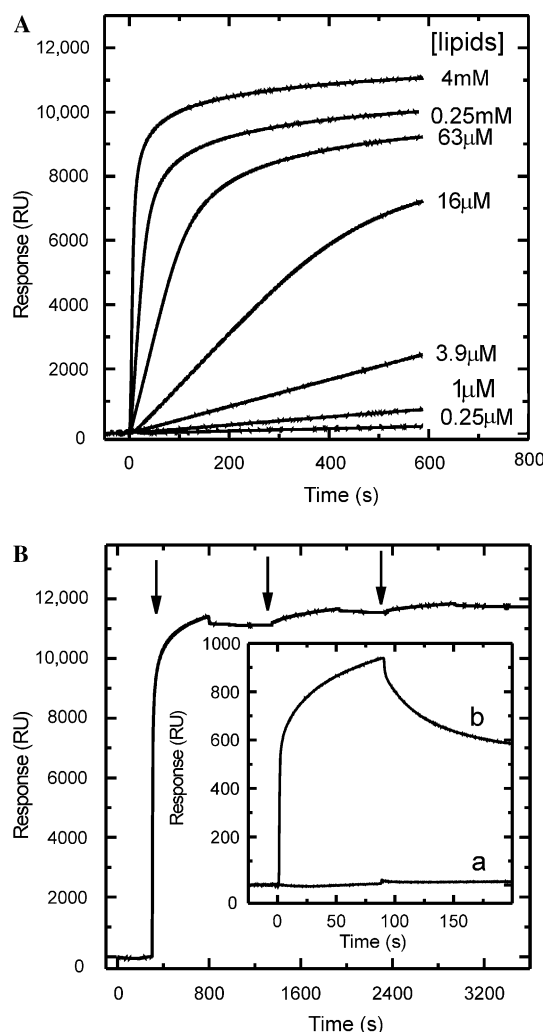 A
12,000
10,000
8000
6000
4000
2000
0
Response (RU)
[lipids]
4mM
0.25mM
63μM
16μM
3.9μM
1μM
0.25μM
0 200 400 600 800
Time (s)
B
12,000
10,000
8000
6000
4000
2000
0
Response (RU)
1000
800
600
400
200
0
Response (RU)
b
a
0 50 100 150
Time (s)
0 800 1600 2400 3200
Time (s)